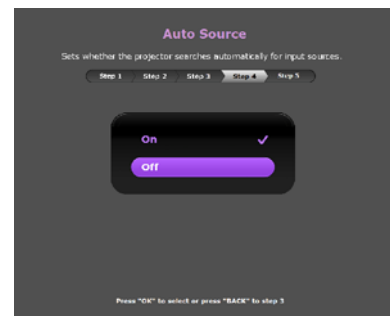 Auto Source
Sets whether the projector searches automatically for input sources.
Step 1 Step 2 Step 3 Step 4 Step 5
On
Off
Press "OK" to select or press "BACK" to step 3